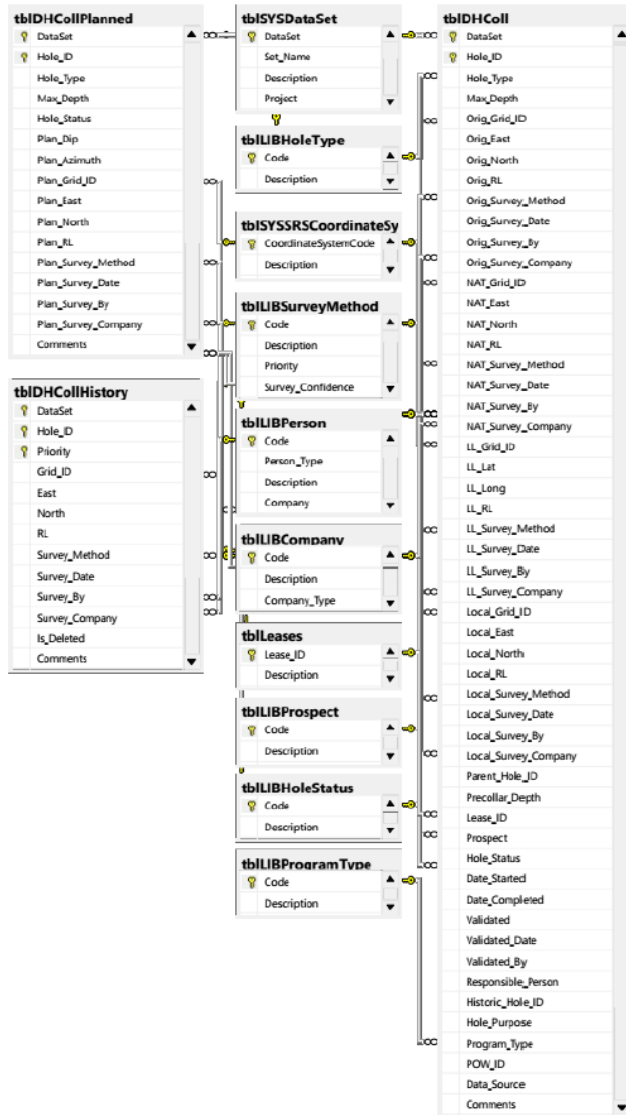 tblDHCollPlanned
DataSet
Hole_ID
Hole_Type
Max_Depth
Hole_Status
Plan_Dip
Plan_Azimuth
Plan_Grid_ID
Plan_East
Plan_North
Plan_RL
Plan_Survey_Method
Plan_Survey_Date
Plan_Survey_By
Plan_Survey_Company
Comments
tblDHCollHistory
DataSet
Hole_ID
Priority
Grid_ID
East
North
RL
Survey_Method
Survey_Date
Survey_By
Survey_Company
Is_Deleted
Comments
tblSYSDataSet
DataSet
Set_Name
Description
Project
tblLIBHoleType
Code
Description
tblSYSSRSCoordinateSy
CoordinateSystemCode
Description
tblLIBSurveyMethod
Code
Description
Priority
Survey_Confidence
tblLIBPerson
Code
Person_Type
Description
Company
tblLIBCompany
Code
Description
Company_Type
tblLeases
Lease_ID
Description
tblLIBProspect
Code
Description
tblLIBHoleStatus
Code
Description
tblLIBProgramType
Code
Description
tblDHColl
DataSet
Hole_ID
Hole_Type
Max_Depth
Orig_Grid_ID
Orig_East
Orig_North
Orig_RL
Orig_Survey_Method
Orig_Survey_Date
Orig_Survey_By
Orig_Survey_Company
NAT_Grid_ID
NAT_East
NAT_North
NAT_RL
NAT_Survey_Method
NAT_Survey_Date
NAT_Survey_By
NAT_Survey_Company
LL_Grid_ID
LL_Lat
LL_Long
LL_RL
LL_Survey_Method
LL_Survey_Date
LL_Survey_By
LL_Survey_Company
Local_Grid_ID
Local_East
Local_North
Local_RL
Local_Survey_Method
Local_Survey_Date
Local_Survey_By
Local_Survey_Company
Parent_Hole_ID
Precollar_Depth
Lease_ID
Prospect
Hole_Status
Date_Started
Date_Completed
Validated
Validated_Date
Validated_By
Responsible_Person
Historic_Hole_ID
Hole_Purpose
Program_Type
POW_ID
Data_Source
Comments